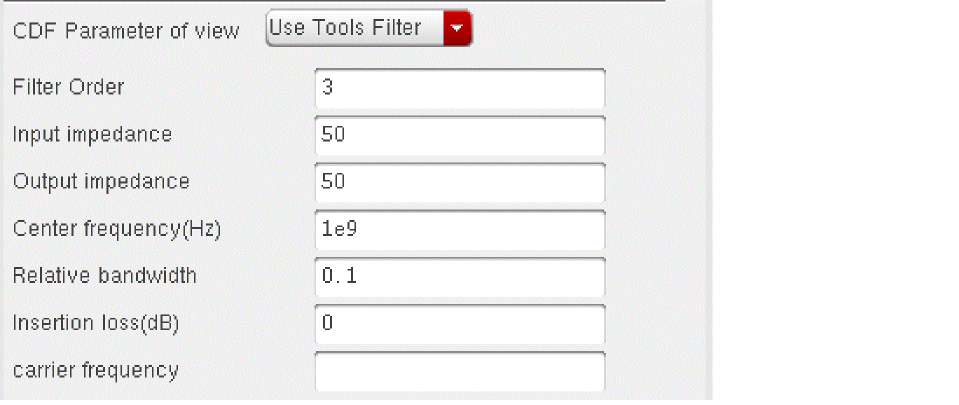 CDF Parameter of view Use Tools Filter
Filter Order 3
Input impedance 50
Output impedance 50
Center frequency(Hz) 1e9
Relative bandwidth 0.1
Insertion loss(dB) 0
carrier frequency